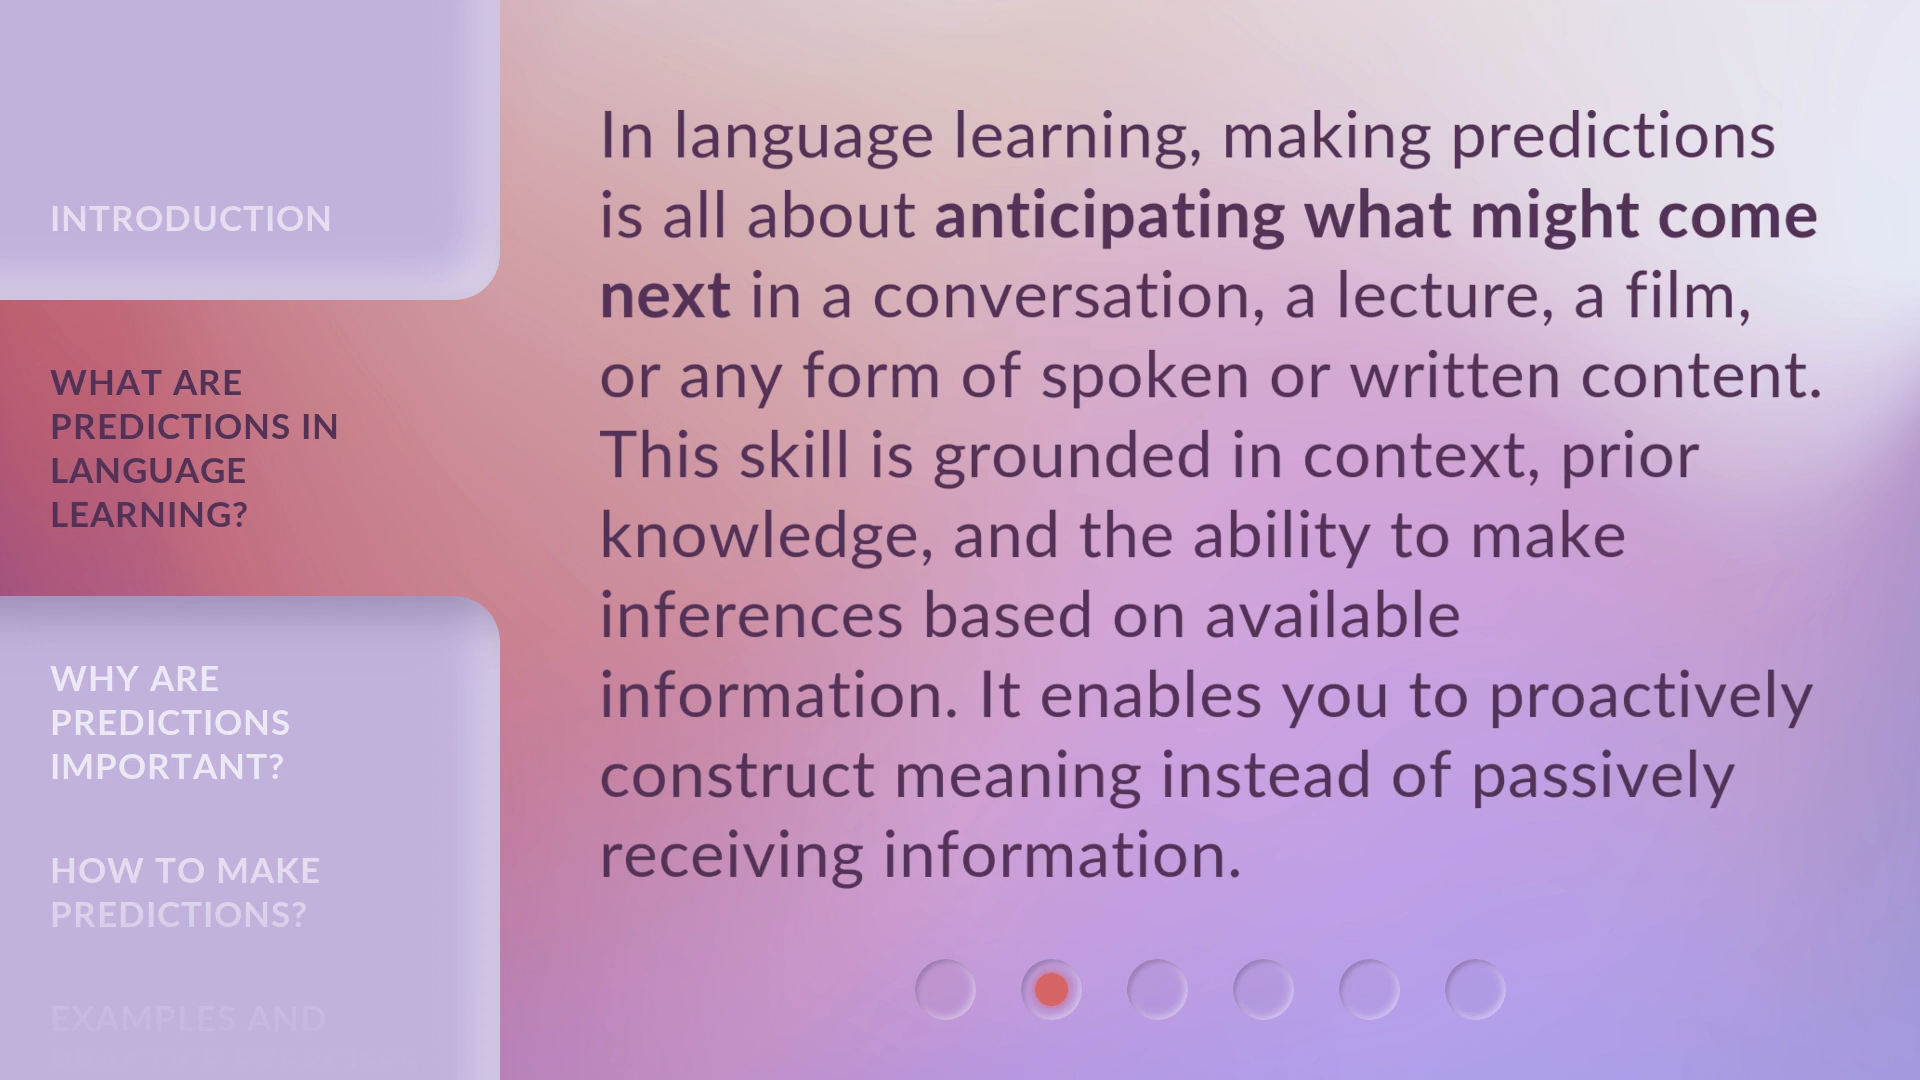 INTRODUCTION
WHAT ARE
PREDICTIONS IN
LANGUAGE
LEARNING?
WHY ARE
PREDICTIONS
IMPORTANT?
HOW TO MAKE
PREDICTIONS?
EXAMPLES AND
In language learning, making predictions
is all about anticipating what might come
next in a conversation, a lecture, a film,
or any form of spoken or written content.
This skill is grounded in context, prior
knowledge, and the ability to make
inferences based on available
information. It enables you to proactively
construct meaning instead of passively
receiving information.